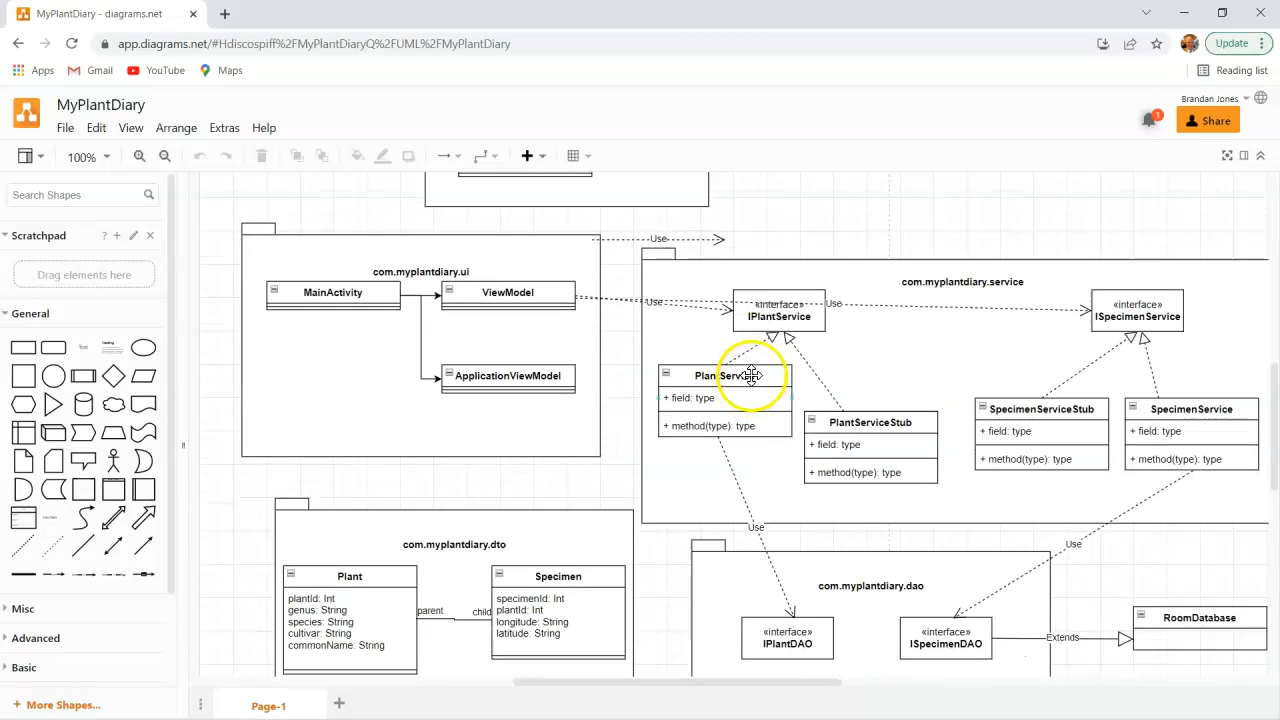 MyPlantDiary - diagrams.net
app.diagrams.net/#Hdiscospiff%2FMyPlantDiaryQ%2FUML%2FMyPlantDiary
Update
Apps Gmail YouTube Maps Reading list
MyPlantDiary
Brandan Jones
File Edit View Arrange Extras Help
1
Share
100%
Search Shapes
Scratchpad
?
Drag elements here
General
Misc
Advanced
Basic
+ More Shapes...
Page-1
com.myplantdiary.ui
MainActivity
ViewModel
ApplicationViewModel
Use
Use
Use
com.myplantdiary.service
«interface»
IPlantService
«interface»
ISpecimenService
+ field: type
+ method(type): type
PlantServiceStub
+ field: type
+ method(type): type
SpecimenServiceStub
+ field: type
+ method(type): type
SpecimenService
+ field: type
+ method(type): type
Use
Use
com.myplantdiary.dto
Plant
plantId: Int
genus: String
species: String
cultivar: String
commonName: String
parent
child
Specimen
specimenId: Int
plantId: Int
longitude: String
latitude: String
com.myplantdiary.dao
«interface»
IPlantDAO
«interface»
ISpecimenDAO
Extends
RoomDatabase